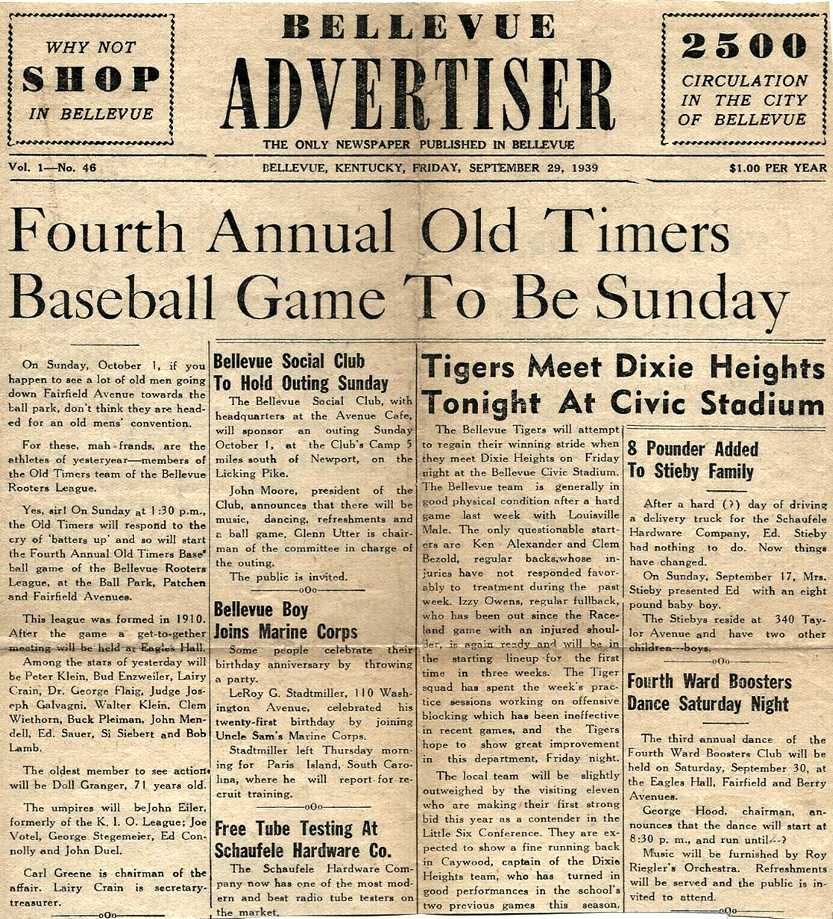 WHY NOT
SHOP
IN BELLEVUE
BELLEVUE
ADVERTISER
THE ONLY NEWSPAPER PUBLISHED IN BELLEVUE
2500
CIRCULATION
IN THE CITY
OF BELLEVUE
Vol. 1—No. 46
BELLEVUE, KENTUCKY, FRIDAY, SEPTEMBER 29, 1939
$1.00 PER YEAR
Fourth Annual Old Timers
Baseball Game To Be Sunday
On Sunday, October 1, if you
happen to see a lot of old men going
down Fairfield Avenue towards the
ball park, don't think they are head-
ed for an old mens' convention.
For these, mah-frands, are the
athletes of yesteryear—members of
the Old Timers team of the Bellevue
Rooters League.
Yes, sir! On Sunday at 1:30 p.m.,
the Old Timers will respond to the
cry of 'batters up' and so will start
the Fourth Annual Old Timers Base-
ball game of the Bellevue Rooters
League, at the Ball Park, Patchen
and Fairfield Avenues.
This league was formed in 1910.
After the game a get-to-gether
meeting will be held at Eagles Hall.
Among the stars of yesterday will
be Peter Klein, Bud Enzweiler, Lairy
Crain, Dr. George Flaig, Judge Jos-
eph Galvagni, Walter Klein, Clem
Wiethorn, Buck Pleiman, John Men-
dell, Ed. Sauer, Si Siebert and Bob
Lamb.
The oldest member to see action
will be Doll Granger, 71 years old.
The umpires will beJohn Eiler,
formerly of the K. I. O. League; Joe
Votel, George Stegemeier, Ed Con-
nolly and John Duel.
Carl Greene is chairman of the
affair. Lairy Crain is secretary-
treasurer.
oOo
Bellevue Social Club
To Hold Outing Sunday
The Bellevue Social Club, with
headquarters at the Avenue Cafe,
will sponsor an outing Sunday
October 1, at the Club's Camp 5
miles south of Newport, on the
Licking Pike.
John Moore, president of the
Club, announces that there will be
music, dancing, refreshments and
a ball game. Glenn Utter is chair-
man of the committee in charge of
the outing.
The public is invited.
oOo
Bellevue Boy
Joins Marine Corps
Some people celebrate their
birthday anniversary by throwing
a party.
LeRoy G. Stadtmiller, 110 Wash-
ington Avenue, celebrated his
twenty-first birthday by joining
Uncle Sam's Marine Corps.
Stadtmiller left Thursday morn-
ing for Paris Island, South Caro-
lina, where he will report for re-
cruit training.
oOo
Free Tube Testing At
Schaufele Hardware Co.
The Schaufele Hardware Com-
pany now has one of the most mod-
ern and best radio tube testers on
the market.
Tigers Meet Dixie Heights
Tonight At Civic Stadium
The Bellevue Tigers will attempt
to regain their winning stride when
they meet Dixie Heights on Friday
night at the Bellevue Civic Stadium.
The Bellevue team is generally in
good physical condition after a hard
game last week with Louisville
Male. The only questionable start-
ers are Ken Alexander and Clem
Bezold, regular backs,whose in-
juries have not responded favor-
ably to treatment during the past
week. Izzy Owens, regular fullback,
who has been out since the Race-
land game with an injured shoul-
der, is again ready and will be in
the starting lineup for the first
time in three weeks. The Tiger
squad has spent the week's prac-
tice sessions working on offensive
blocking which has been ineffective
in recent games, and the Tigers
hope to show great improvement
in this department, Friday night.
The local team will be slightly
outweighed by the visiting eleven
who are making their first strong
bid this year as a contender in the
Little Six Conference. They are ex-
pected to show a fine running back
in Caywood, captain of the Dixie
Heights team, who has turned in
good performances in the school's
two previous games this season.
8 Pounder Added
To Stieby Family
After a hard (?) day of driving
a delivery truck for the Schaufele
Hardware Company, Ed. Stieby
had nothing to do. Now things
have changed.
On Sunday, September 17, Mrs.
Stieby presented Ed with an eight
pound baby boy.
The Stiebys reside at 340 Tay-
lor Avenue and have two other
children—boys.
oOo
Fourth Ward Boosters
Dance Saturday Night
The third annual dance of the
Fourth Ward Boosters Club will be
held on Saturday, September 30, at
the Eagles Hall, Fairfield and Berry
Avenues.
George Hood, chairman, an-
nounces that the dance will start at
8:30 p. m., and run until--?
Music will be furnished by Roy
Riegler's Orchestra. Refreshments
will be served and the public is in-
vited to attend.
oOo